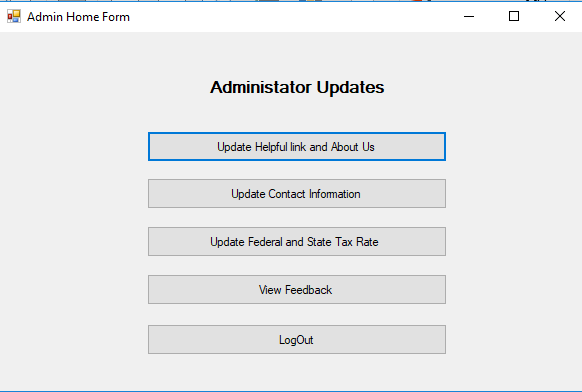 Admin Home Form
Administator Updates
Update Helpful link and About Us
Update Contact Information
Update Federal and State Tax Rate
View Feedback
LogOut